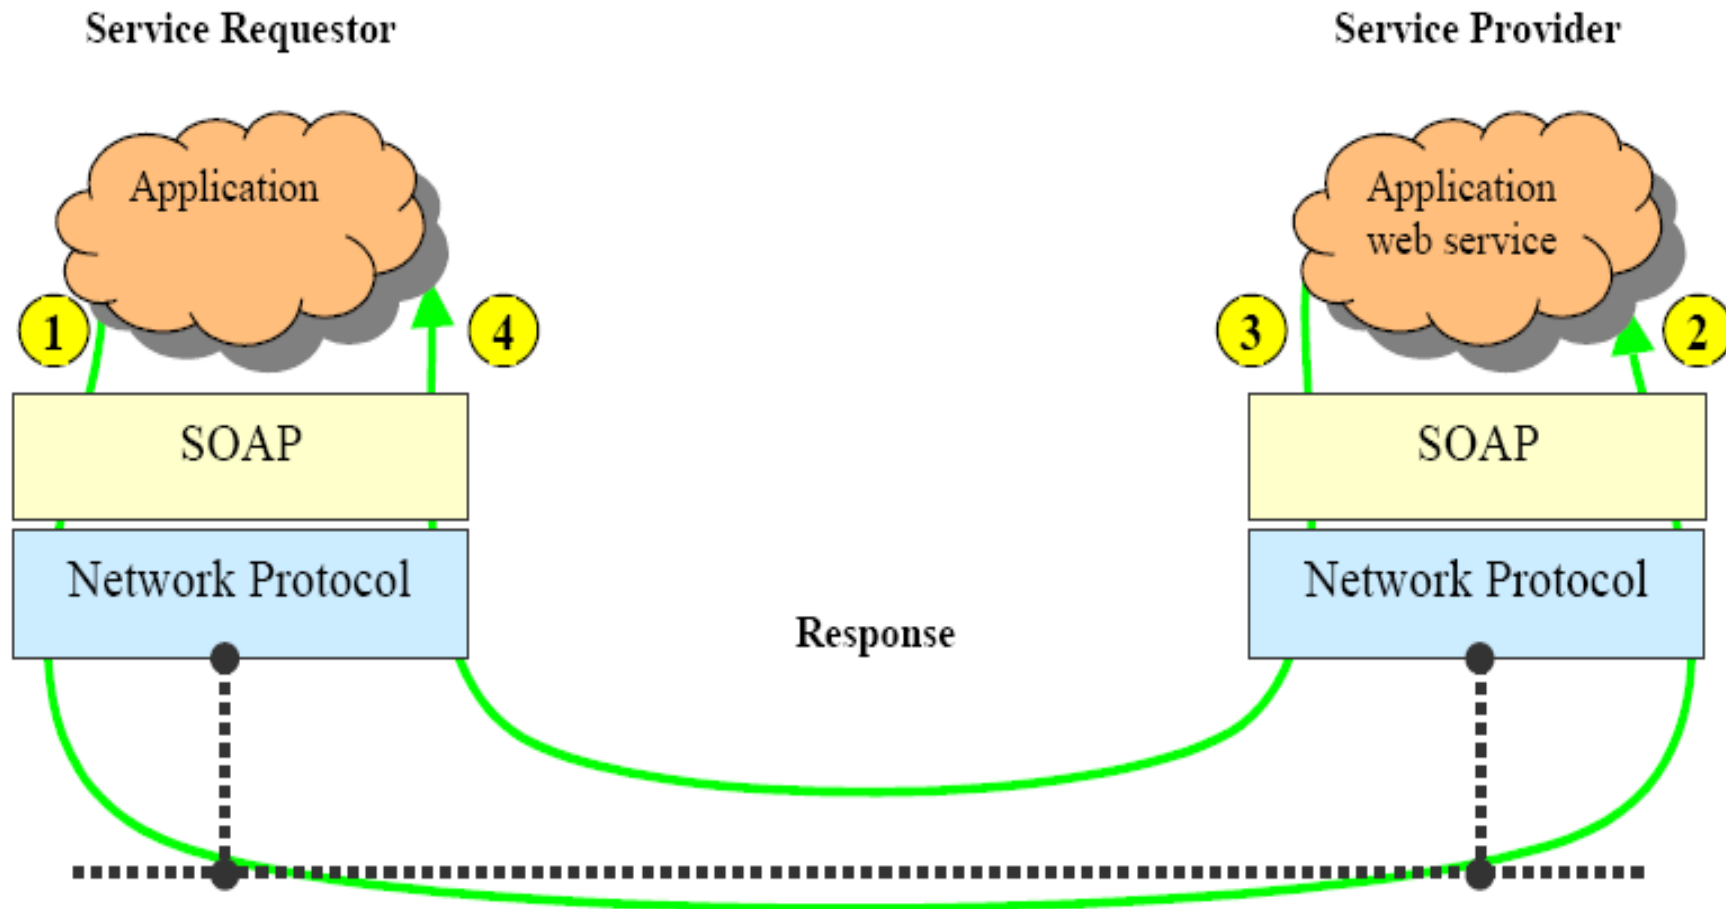 Service Requestor
Service Provider
Application
Application
web service
1
4
3
2
SOAP
SOAP
Network Protocol
Network Protocol
Response